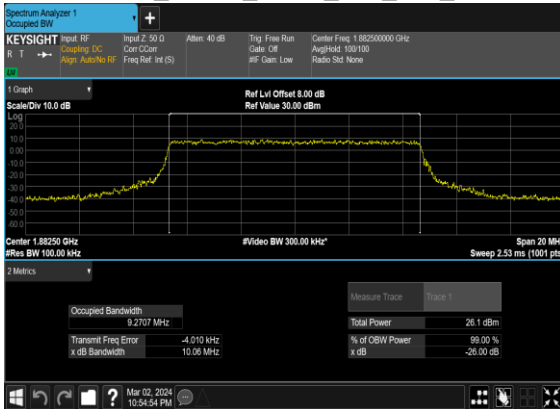 Spectrum Analyzer 1
Occupied BW
+
KEYSIGHT
R T
LVI
Input: RF
Coupling: DC
Align: Auto/No RF
Input Z: 50 Ω
Corr CCorr
Freq Ref: Int (S)
Atten: 40 dB
Trig: Free Run
Gate: Off
#IF Gain: Low
Center Freq: 1.882500000 GHz
Avg|Hold: 100/100
Radio Std: None
1 Graph
Scale/Div 10.0 dB
Ref Lvl Offset 8.00 dB
Ref Value 30.00 dBm
Log
20.0
10.0
0.00
-10.0
-20.0
-30.0
-40.0
-50.0
-60.0
Center 1.88250 GHz
#Video BW 300.00 kHz*
Span 20 MH
#Res BW 100.00 kHz
Sweep 2.53 ms (1001 pts
2 Metrics
Measure Trace
Trace 1
Occupied Bandwidth
9.2707 MHz
Total Power
26.1 dBm
Transmit Freq Error
-4.010 kHz
% of OBW Power
99.00 %
x dB Bandwidth
10.06 MHz
x dB
-26.00 dB
?
Mar 02, 2024
10:54:54 PM